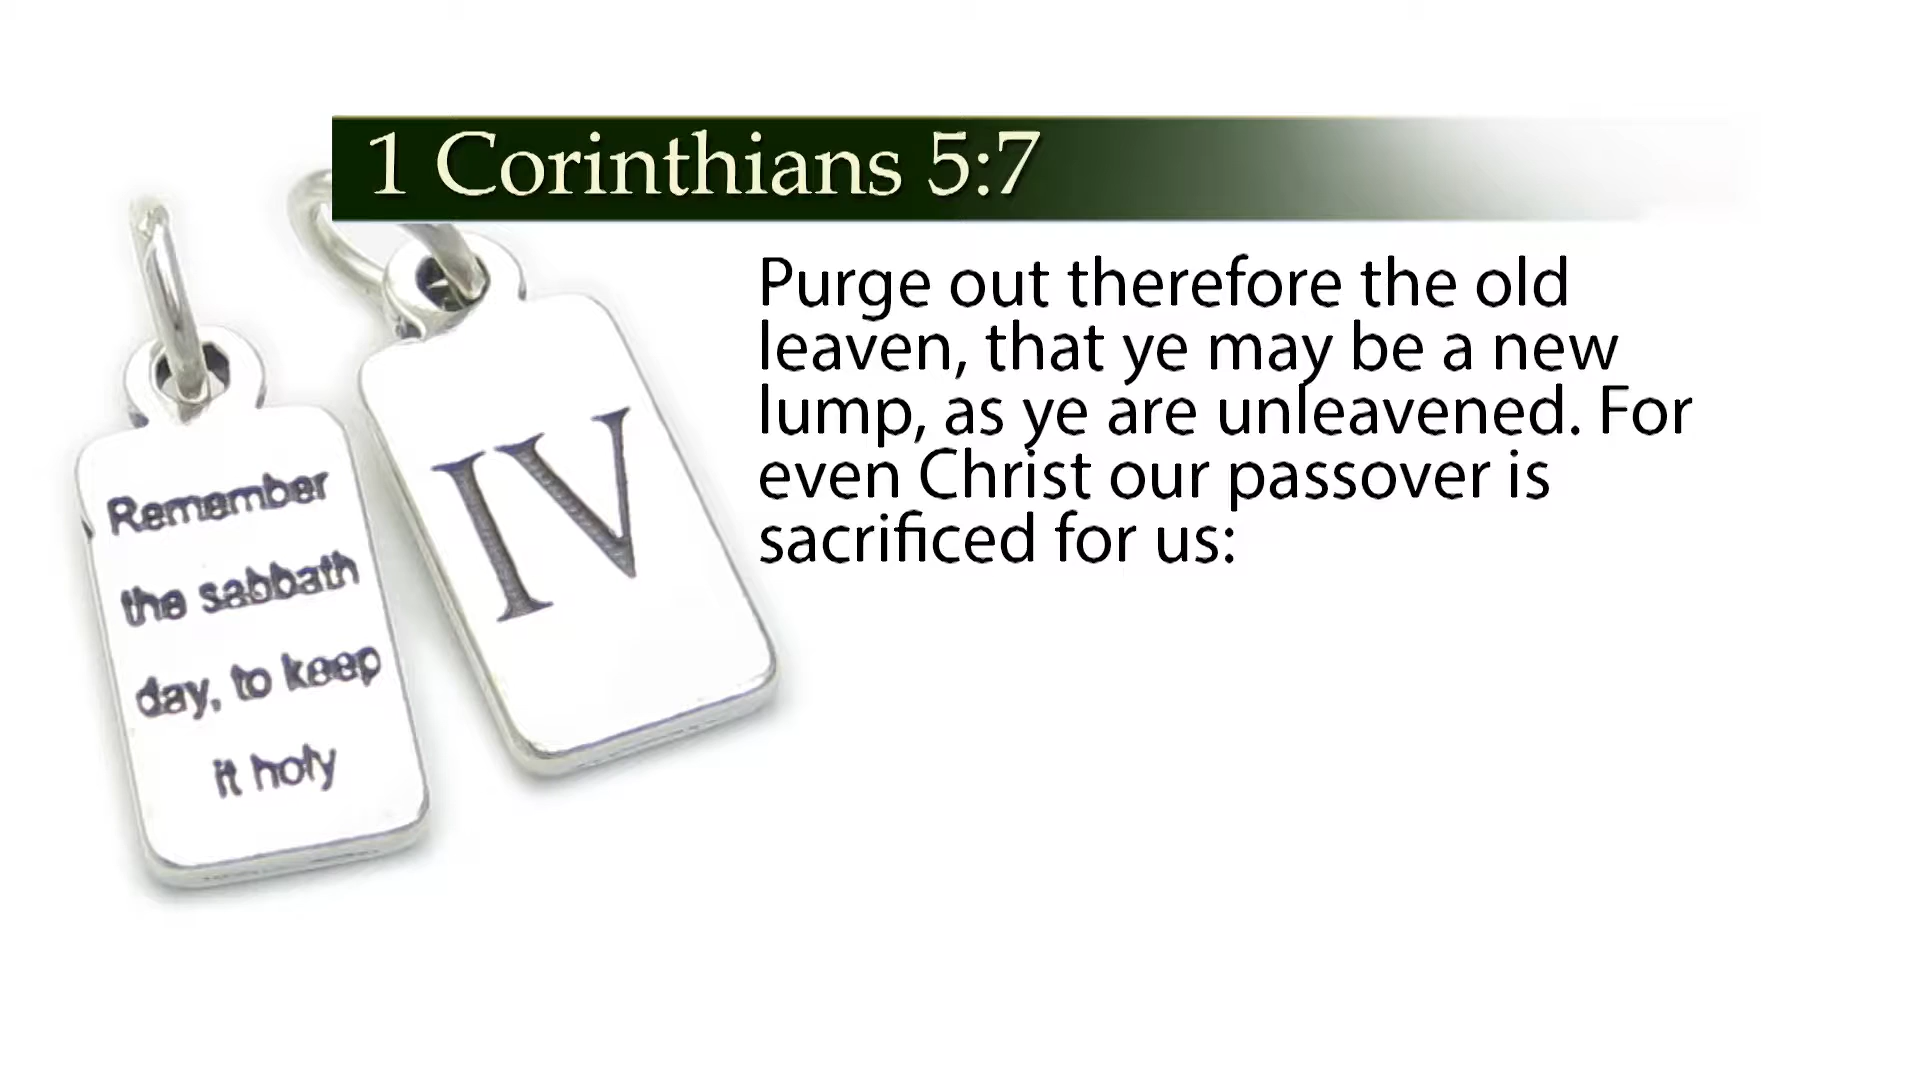 1 Corinthians 5:7
Purge out therefore the old
leaven, that ye may be a new
lump, as ye are unleavened. For
even Christ our passover is
sacrificed for us:
Remember
the sabbath
day, to keep
it holy
IV